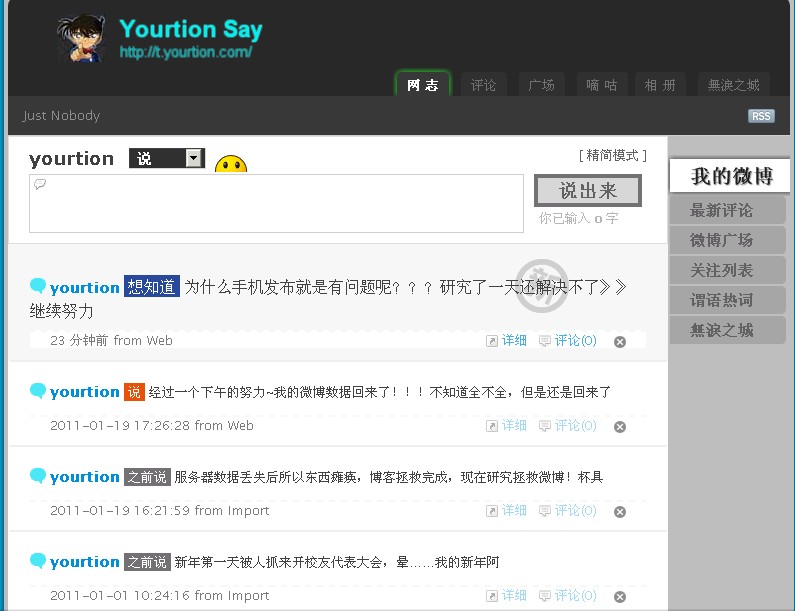 Yourtion Say
http://t.yourtion.com/
网 志 评论 广场 嘀 咕 相 册 無淚之城
Just Nobody RSS
yourtion 说 [ 精简模式 ]
说出来
你已输入 0 字
我的微博
最新评论
微博广场
关注列表
谓语热词
無淚之城
yourtion 想知道 为什么手机发布就是有问题呢？？？研究了一天还解决不了》》
继续努力
23 分钟前 from Web 详细 评论(0)
yourtion 说 经过一个下午的努力~我的微博数据回来了！！！不知道全不全，但是还是回来了
2011-01-19 17:26:28 from Web 详细 评论(0)
yourtion 之前说 服务器数据丢失后所以东西瘫痪，博客拯救完成，现在研究拯救微博！杯具
2011-01-19 16:21:59 from Import 详细 评论(0)
yourtion 之前说 新年第一天被人抓来开校友代表大会，晕……我的新年阿
2011-01-01 10:24:16 from Import 详细 评论(0)